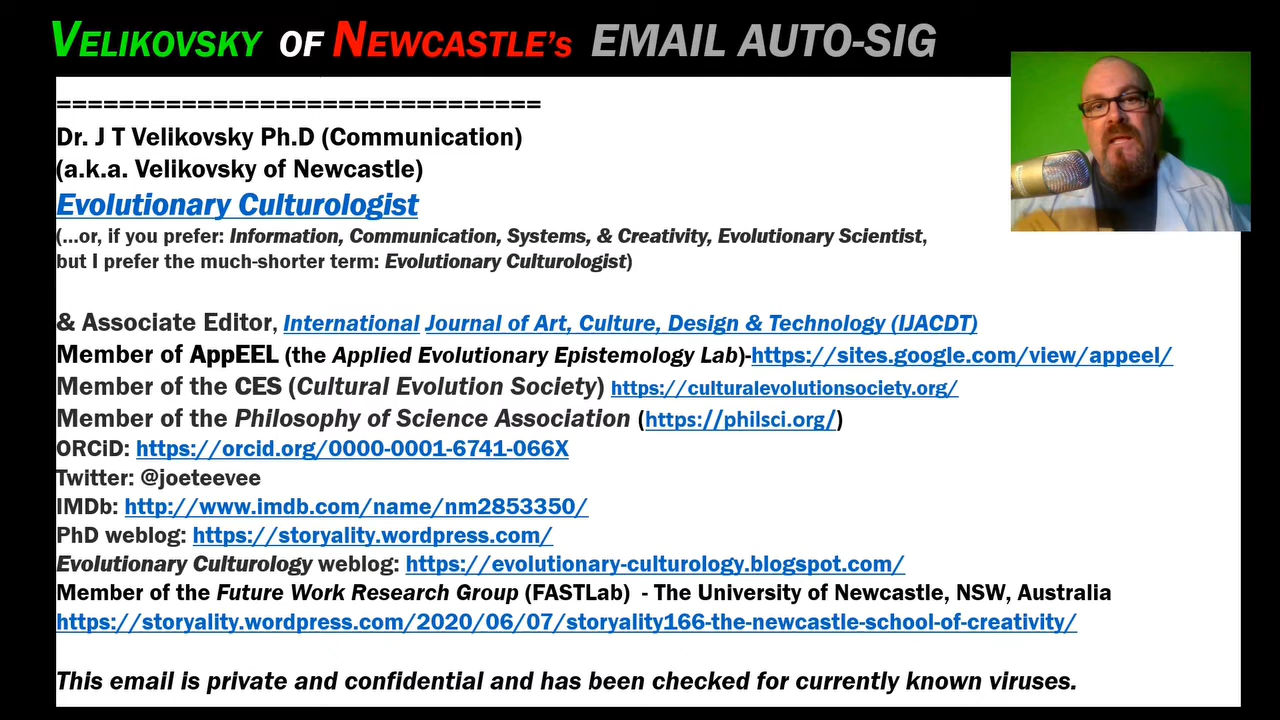 VELIKOVSKY OF NEWCASTLE'S EMAIL AUTO-SIG
===============================
Dr. J T Velikovsky Ph.D (Communication)
(a.k.a. Velikovsky of Newcastle)
Evolutionary Culturologist
(...or, if you prefer: Information, Communication, Systems, & Creativity, Evolutionary Scientist,
but I prefer the much-shorter term: Evolutionary Culturologist)
& Associate Editor, International Journal of Art, Culture, Design & Technology (IJACDT)
Member of AppEEL (the Applied Evolutionary Epistemology Lab)-https://sites.google.com/view/appeel/
Member of the CES (Cultural Evolution Society) https://culturalevolutionsociety.org/
Member of the Philosophy of Science Association (https://philsci.org/)
ORCiD: https://orcid.org/0000-0001-6741-066X
Twitter: @joeteevee
IMDb: http://www.imdb.com/name/nm2853350/
PhD weblog: https://storyality.wordpress.com/
Evolutionary Culturology weblog: https://evolutionary-culturology.blogspot.com/
Member of the Future Work Research Group (FASTLab) - The University of Newcastle, NSW, Australia
https://storyality.wordpress.com/2020/06/07/storyality166-the-newcastle-school-of-creativity/
This email is private and confidential and has been checked for currently known viruses.